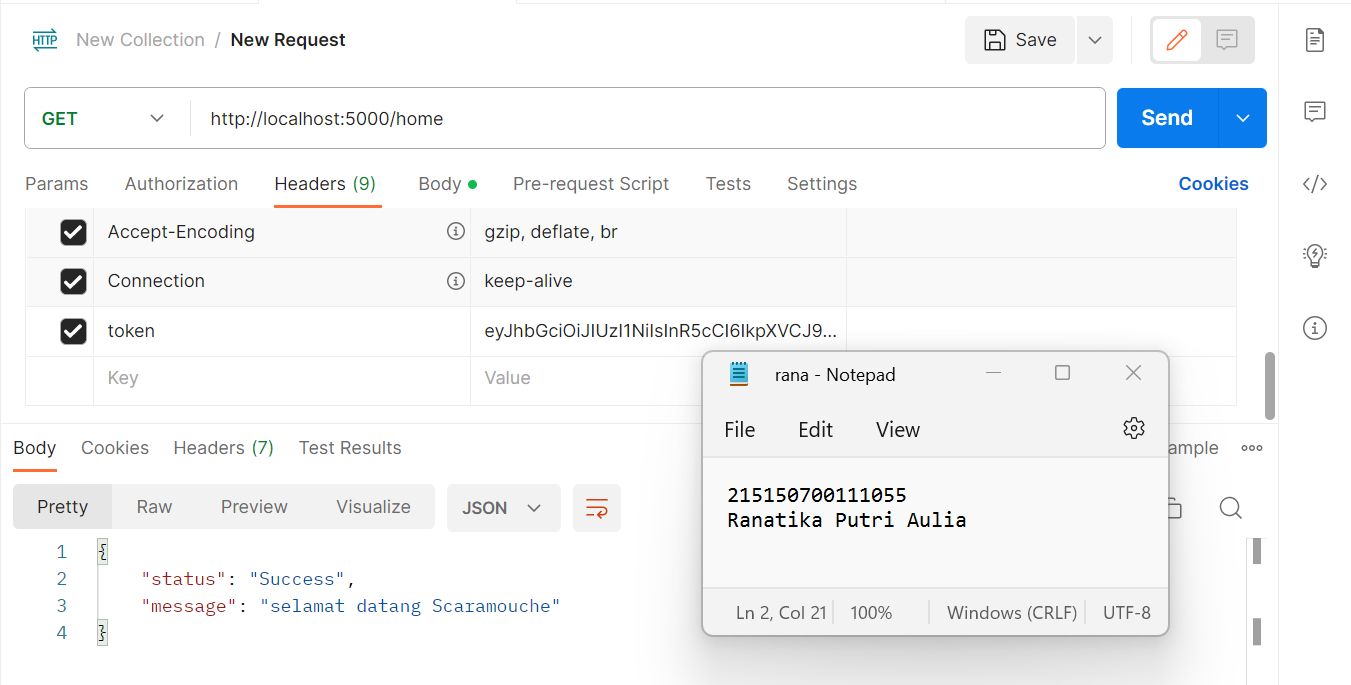 HTTP New Collection / New Request Save
GET http://localhost:5000/home Send
Params Authorization Headers (9) Body Pre-request Script Tests Settings Cookies
Accept-Encoding gzip, deflate, br
Connection keep-alive
token eyJhbGciOiJIUzI1NiIsInR5cCI6IkpXVCJ9...
Key Value
rana - Notepad
File Edit View
215150700111055
Ranatika Putri Aulia
Ln 2, Col 21 100% Windows (CRLF) UTF-8
Body Cookies Headers (7) Test Results ample
Pretty Raw Preview Visualize JSON
1 {
2 "status": "Success",
3 "message": "selamat datang Scaramouche"
4 }